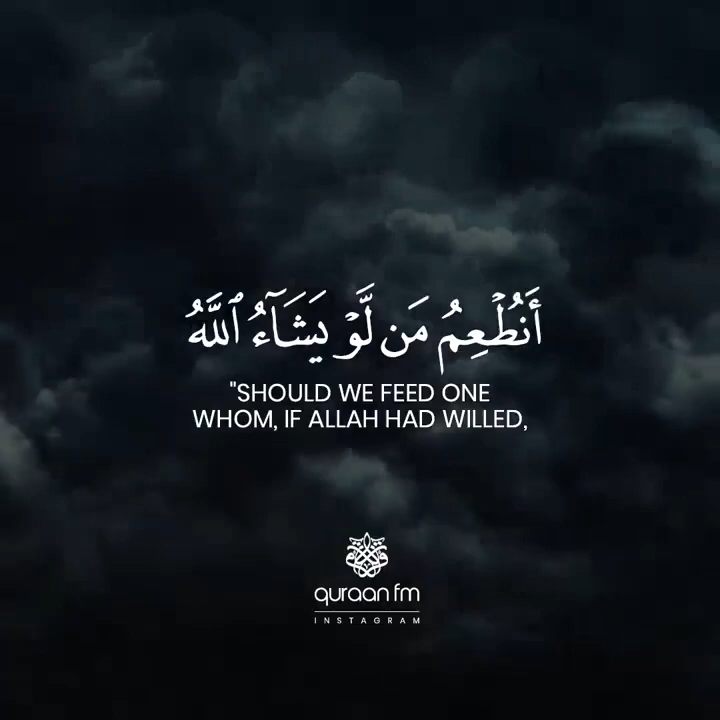 أَنُطْعِمُ مَن لَّوْ يَشَآءُ ٱللَّهُ
"SHOULD WE FEED ONE
WHOM, IF ALLAH HAD WILLED,
quraan fm
INSTAGRAM